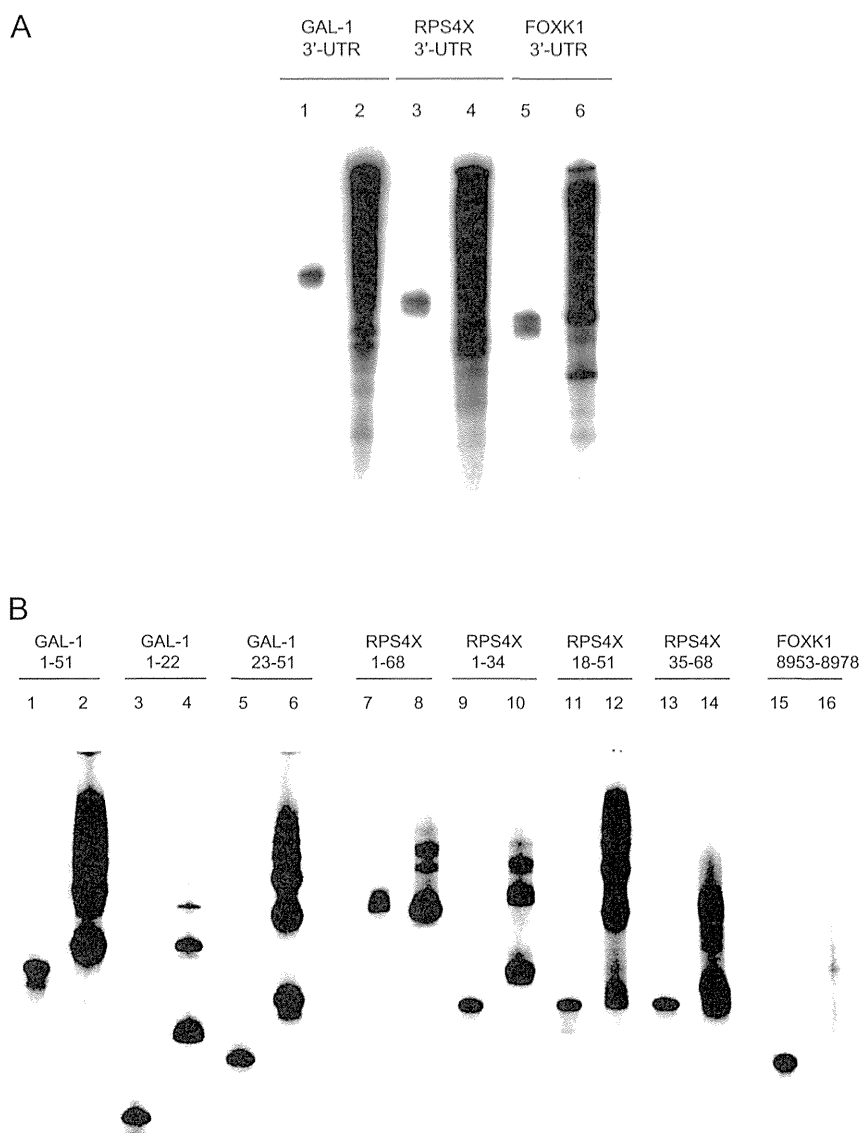 A
GAL-1 RPS4X FOXK1
3'-UTR 3'-UTR 3'-UTR
1 2 3 4 5 6
B
GAL-1 GAL-1 GAL-1 RPS4X RPS4X RPS4X RPS4X FOXK1
1-51 1-22 23-51 1-68 1-34 18-51 35-68 8953-8978
1 2 3 4 5 6 7 8 9 10 11 12 13 14 15 16